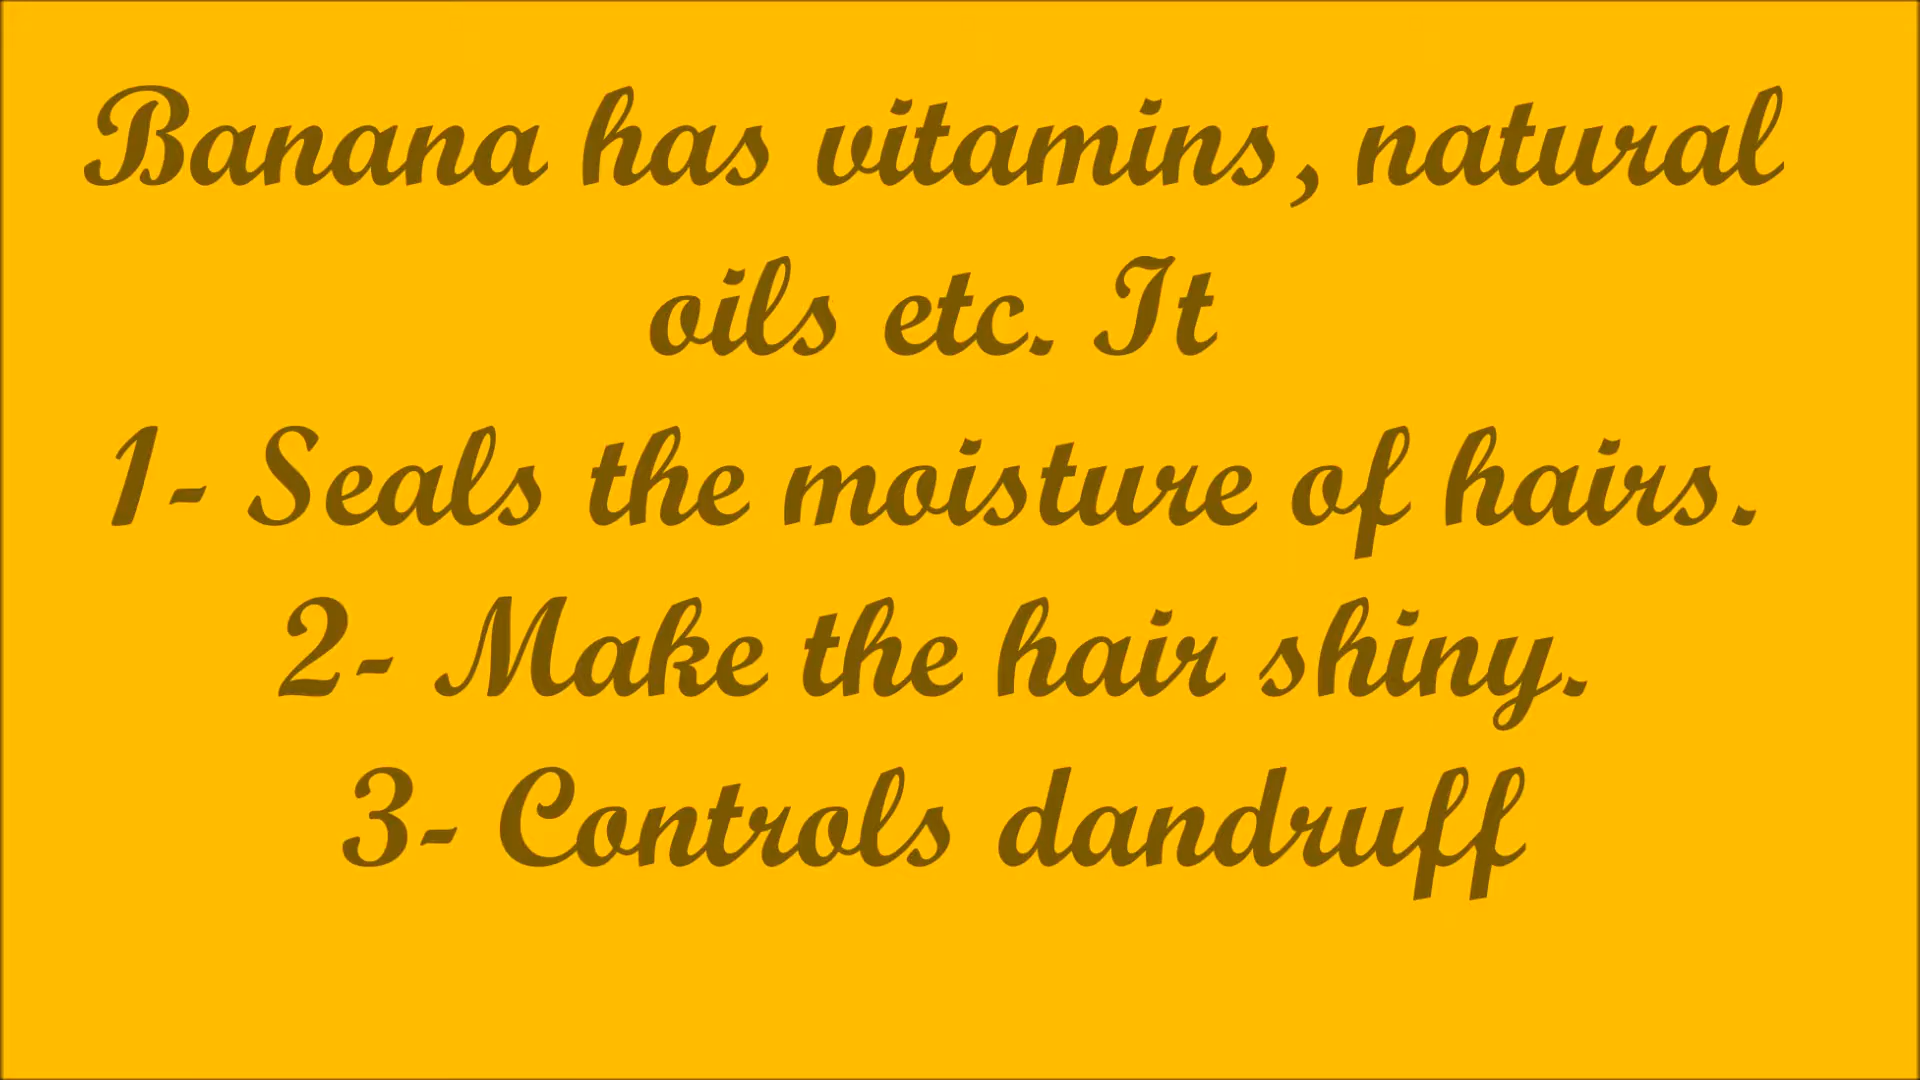 Banana has vitamins, natural
oils etc. It
1- Seals the moisture of hairs.
2- Make the hair shiny.
3- Controls dandruff